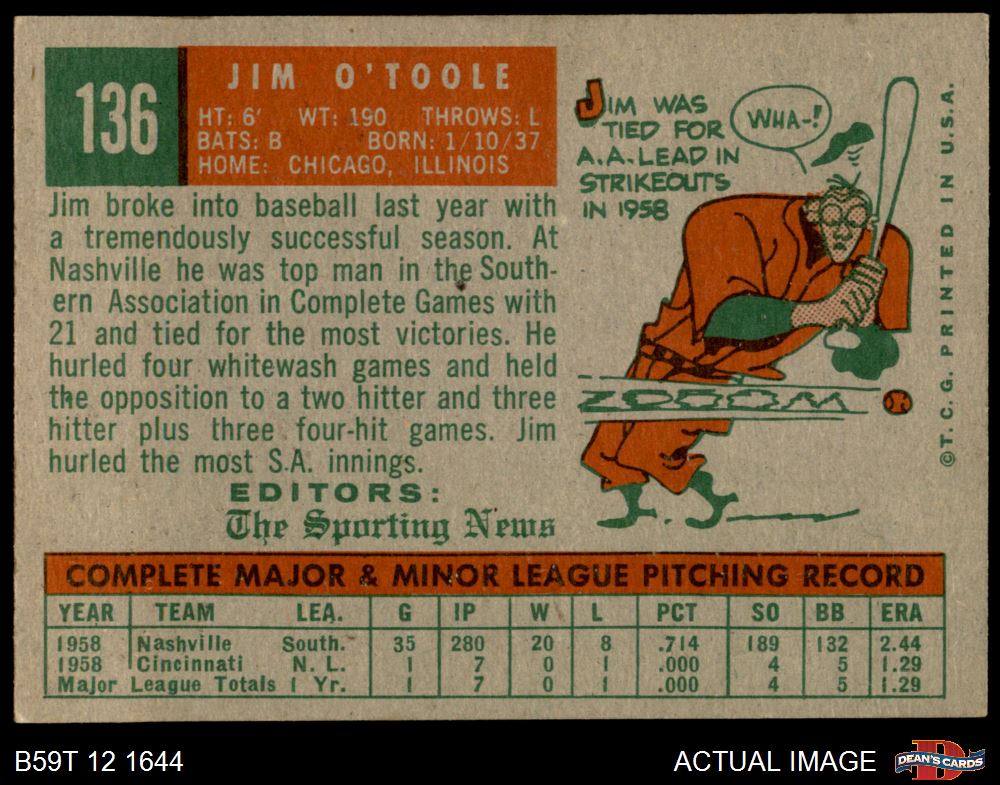 136
JIM O'TOOLE
HT: 6' WT: 190 THROWS: L
BATS: B BORN: 1/10/37
HOME: CHICAGO, ILLINOIS
Jim broke into baseball last year with
a tremendously successful season. At
Nashville he was top man in the South-
ern Association in Complete Games with
21 and tied for the most victories. He
hurled four whitewash games and held
the opposition to a two hitter and three
hitter plus three four-hit games. Jim
hurled the most S.A. innings.
EDITORS:
The Sporting News
JIM WAS
TIED FOR
A.A. LEAD IN
STRIKEOUTS
IN 1958
WHA-!
ZOOOOM
©T. C. G. PRINTED IN U.S.A.
COMPLETE MAJOR & MINOR LEAGUE PITCHING RECORD
YEAR TEAM LEA. G IP W L PCT SO BB ERA
1958 Nashville South. 35 280 20 8 .714 189 132 2.44
1958 Cincinnati N. L. 1 7 0 1 .000 4 5 1.29
Major League Totals 1 Yr. 1 7 0 1 .000 4 5 1.29
B59T 12 1644
ACTUAL IMAGE
D
DEAN'S CARDS